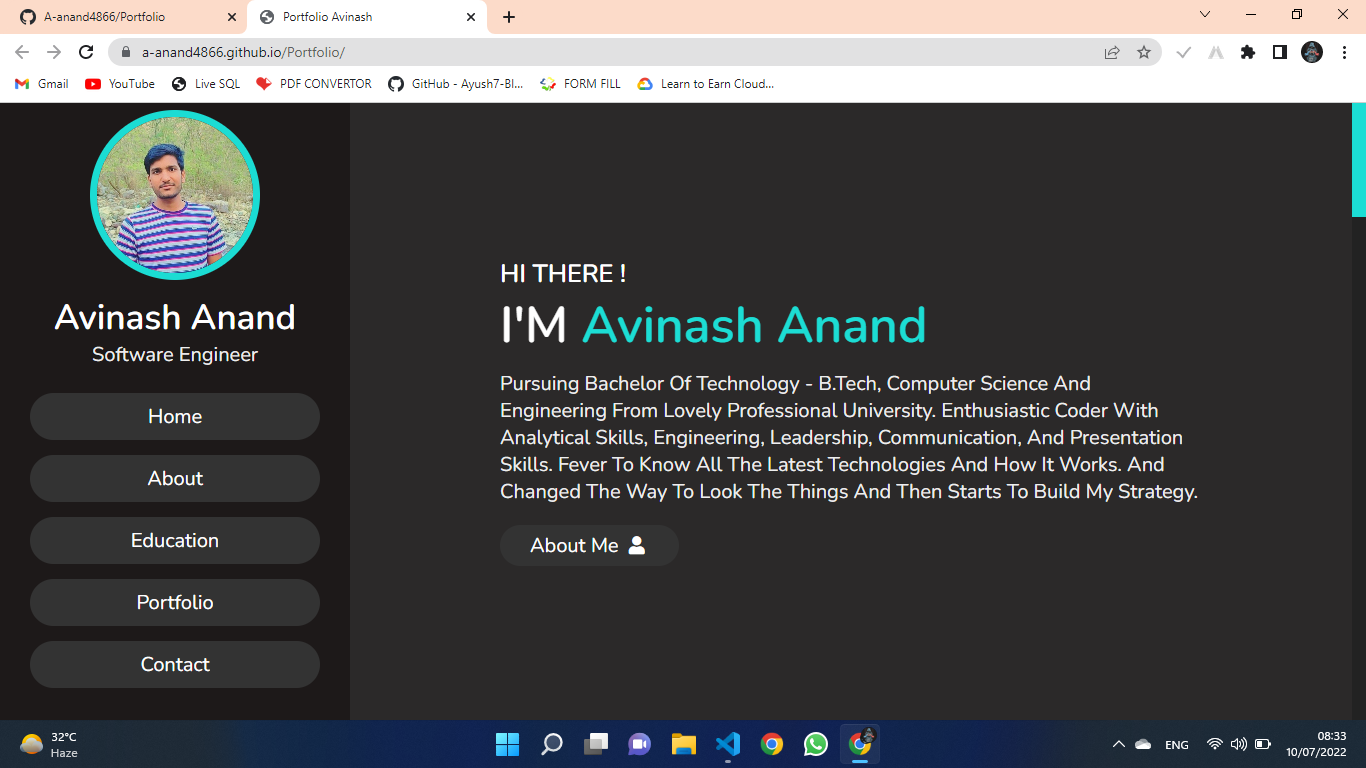 A-anand4866/Portfolio
Portfolio Avinash
a-anand4866.github.io/Portfolio/
Gmail
YouTube
Live SQL
PDF CONVERTOR
GitHub - Ayush7-Bl...
FORM FILL
Learn to Earn Cloud...
Avinash Anand
Software Engineer
Home
About
Education
Portfolio
Contact
HI THERE !
I'M Avinash Anand
Pursuing Bachelor Of Technology - B.Tech, Computer Science And
Engineering From Lovely Professional University. Enthusiastic Coder With
Analytical Skills, Engineering, Leadership, Communication, And Presentation
Skills. Fever To Know All The Latest Technologies And How It Works. And
Changed The Way To Look The Things And Then Starts To Build My Strategy.
About Me
32°C
Haze
ENG
08:33
10/07/2022